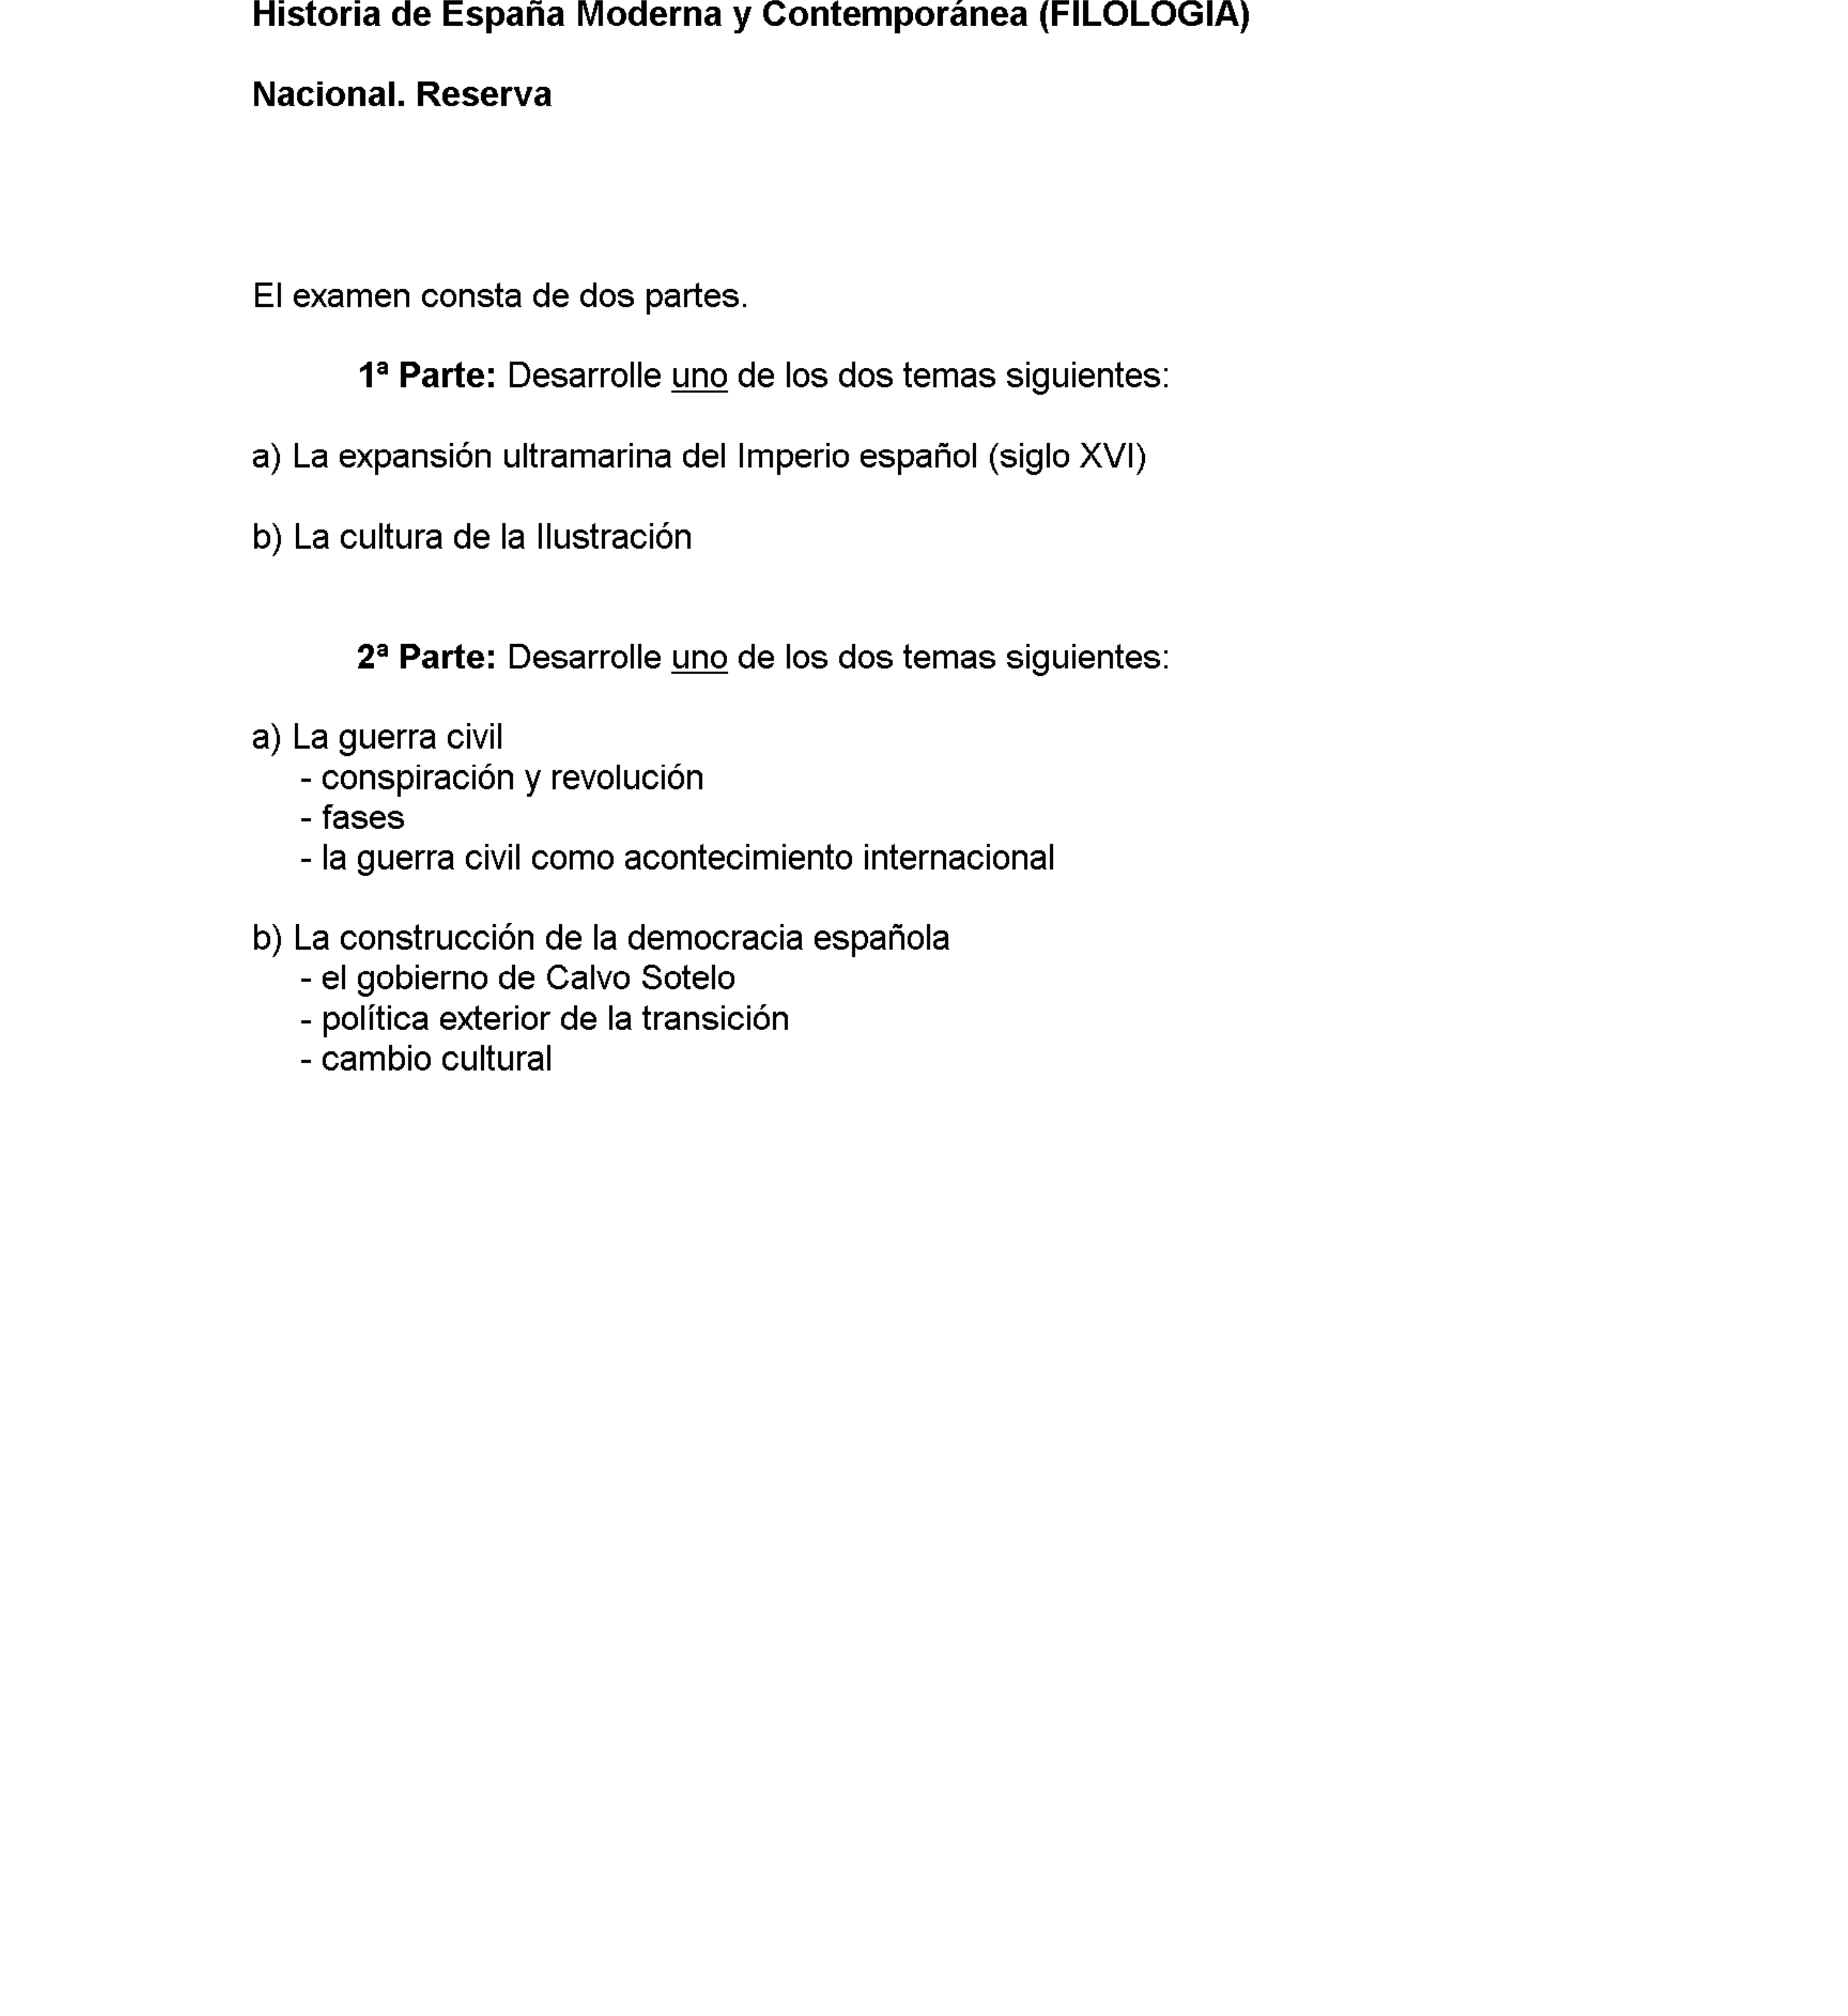 Historia de España Moderna y Contemporánea (FILOLOGIA)
Nacional. Reserva
El examen consta de dos partes.
1ª Parte: Desarrolle uno de los dos temas siguientes:
a) La expansión ultramarina del Imperio español (siglo XVI)
b) La cultura de la Ilustración
2ª Parte: Desarrolle uno de los dos temas siguientes:
a) La guerra civil
- conspiración y revolución
- fases
- la guerra civil como acontecimiento internacional
b) La construcción de la democracia española
- el gobierno de Calvo Sotelo
- política exterior de la transición
- cambio cultural